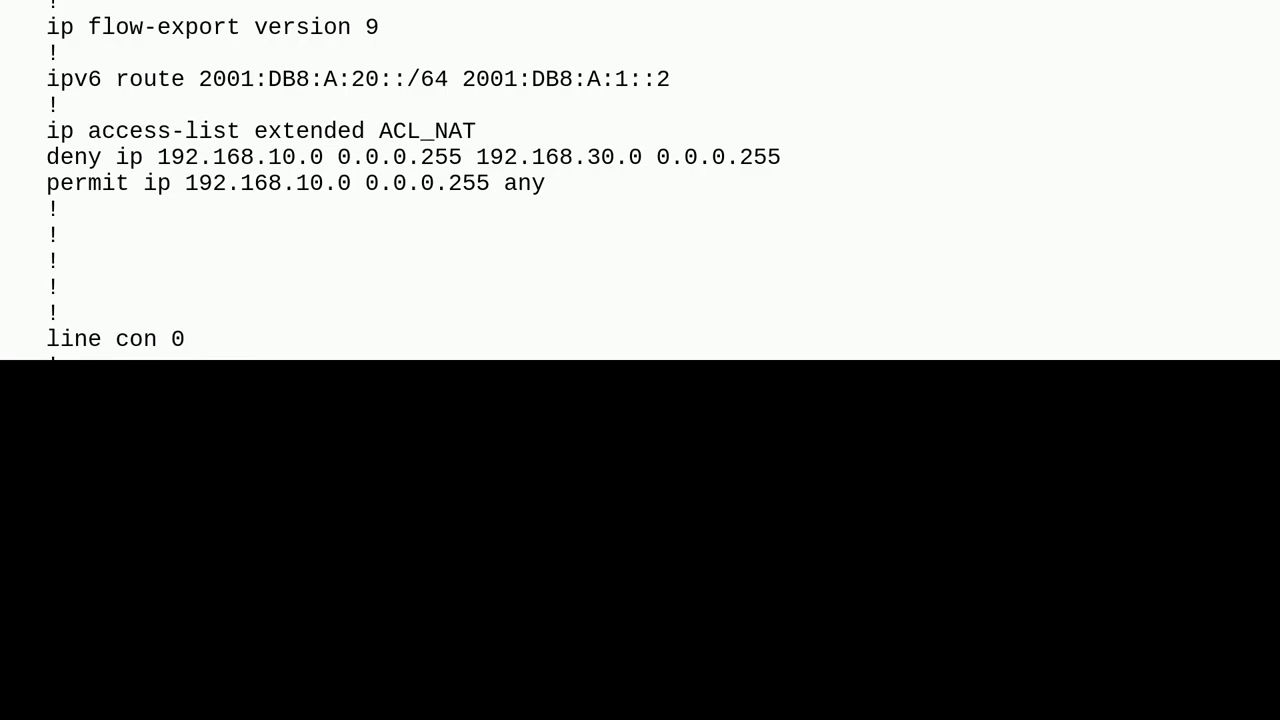 !
ip flow-export version 9
!
ipv6 route 2001:DB8:A:20::/64 2001:DB8:A:1::2
!
ip access-list extended ACL_NAT
deny ip 192.168.10.0 0.0.0.255 192.168.30.0 0.0.0.255
permit ip 192.168.10.0 0.0.0.255 any
!
!
!
!
!
line con 0
!